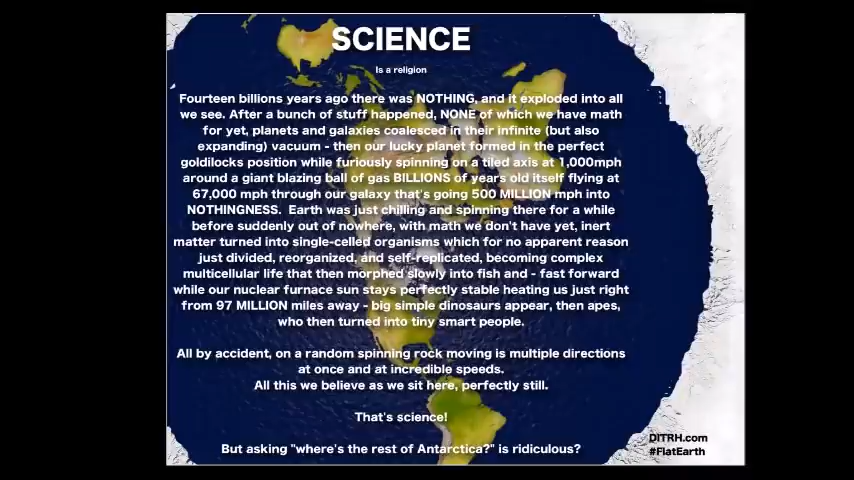 SCIENCE
Is a religion
Fourteen billions years ago there was NOTHING, and it exploded into all
we see. After a bunch of stuff happened, NONE of which we have math
for yet, planets and galaxies coalesced in their infinite (but also
expanding) vacuum - then our lucky planet formed in the perfect
goldilocks position while furiously spinning on a tiled axis at 1,000mph
around a giant blazing ball of gas BILLIONS of years old itself flying at
67,000 mph through our galaxy that's going 500 MILLION mph into
NOTHINGNESS. Earth was just chilling and spinning there for a while
before suddenly out of nowhere, with math we don't have yet, inert
matter turned into single-celled organisms which for no apparent reason
just divided, reorganized, and self-replicated, becoming complex
multicellular life that then morphed slowly into fish and - fast forward
while our nuclear furnace sun stays perfectly stable heating us just right
from 97 MILLION miles away - big simple dinosaurs appear, then apes,
who then turned into tiny smart people.
All by accident, on a random spinning rock moving is multiple directions
at once and at incredible speeds.
All this we believe as we sit here, perfectly still.
That's science!
But asking "where's the rest of Antarctica?" is ridiculous?
DITRH.com
#FlatEarth